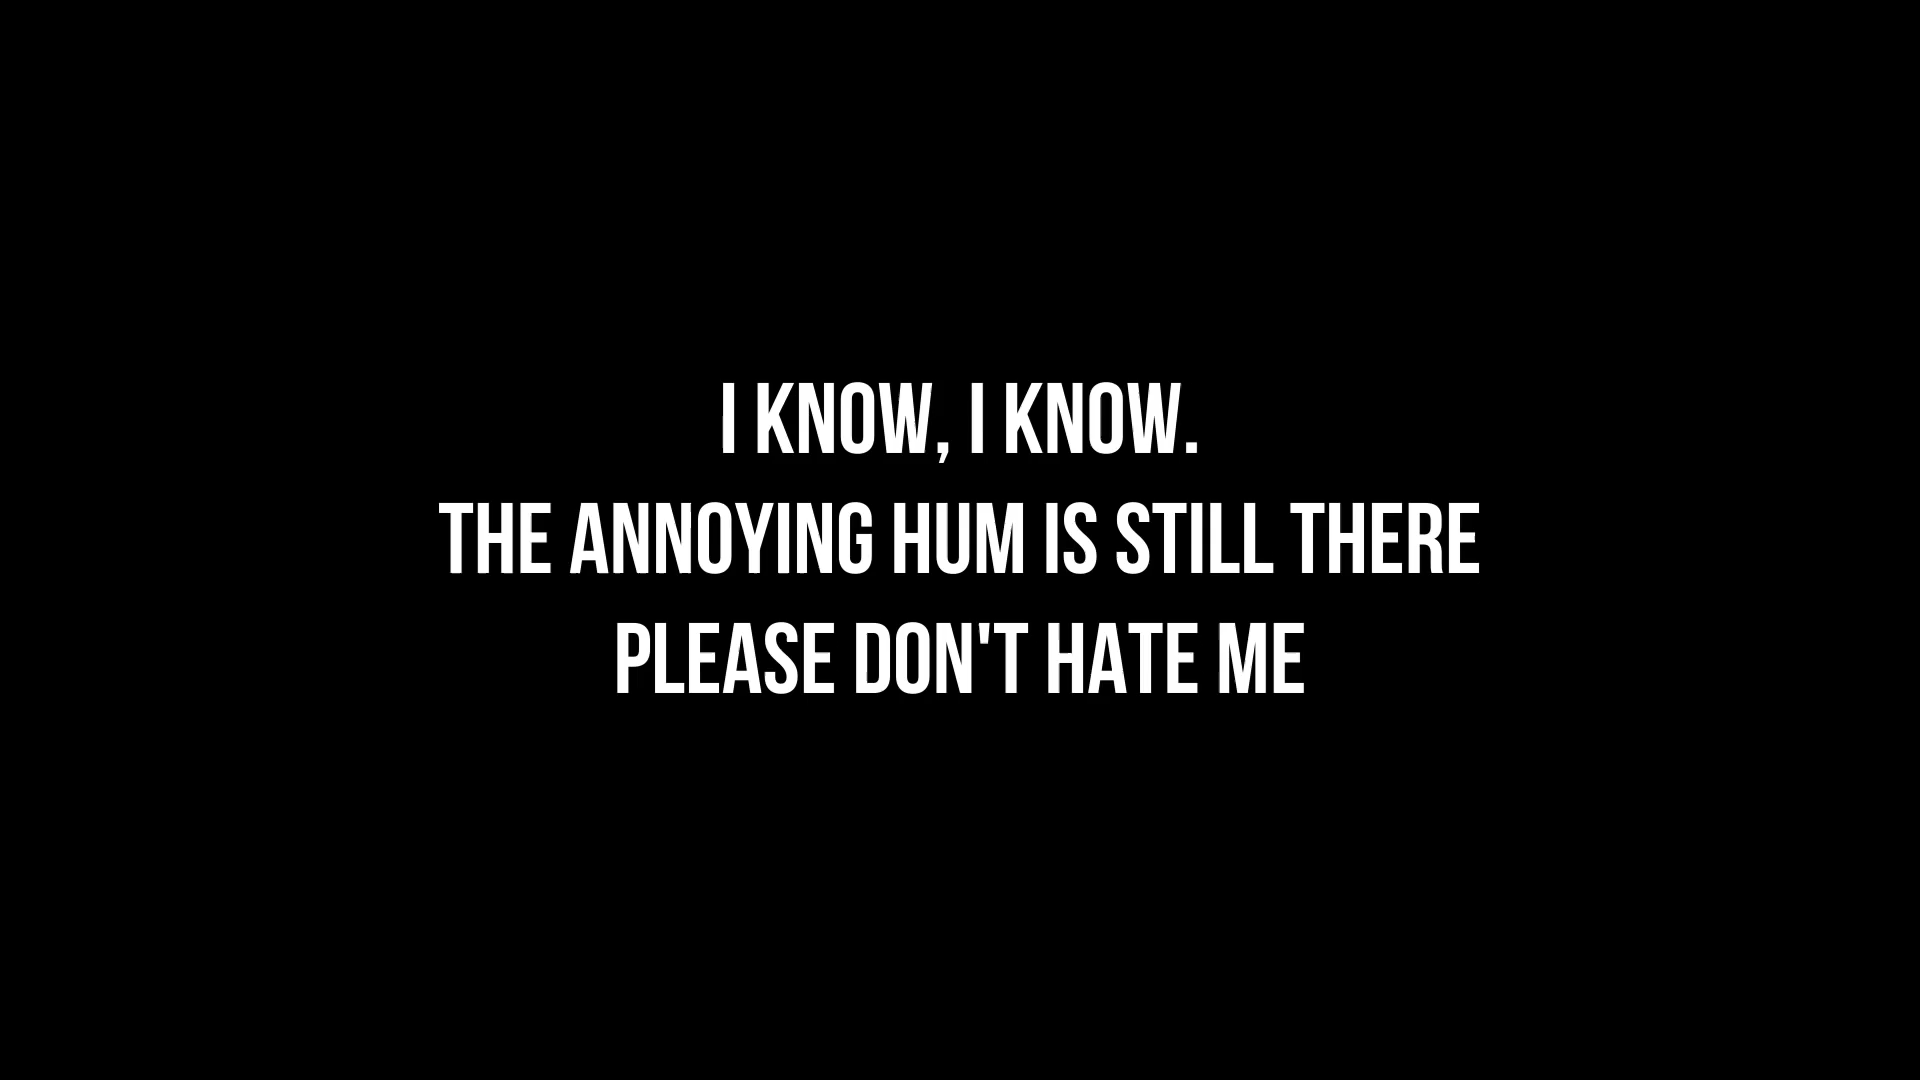 I KNOW, I KNOW.
THE ANNOYING HUM IS STILL THERE
PLEASE DON'T HATE ME